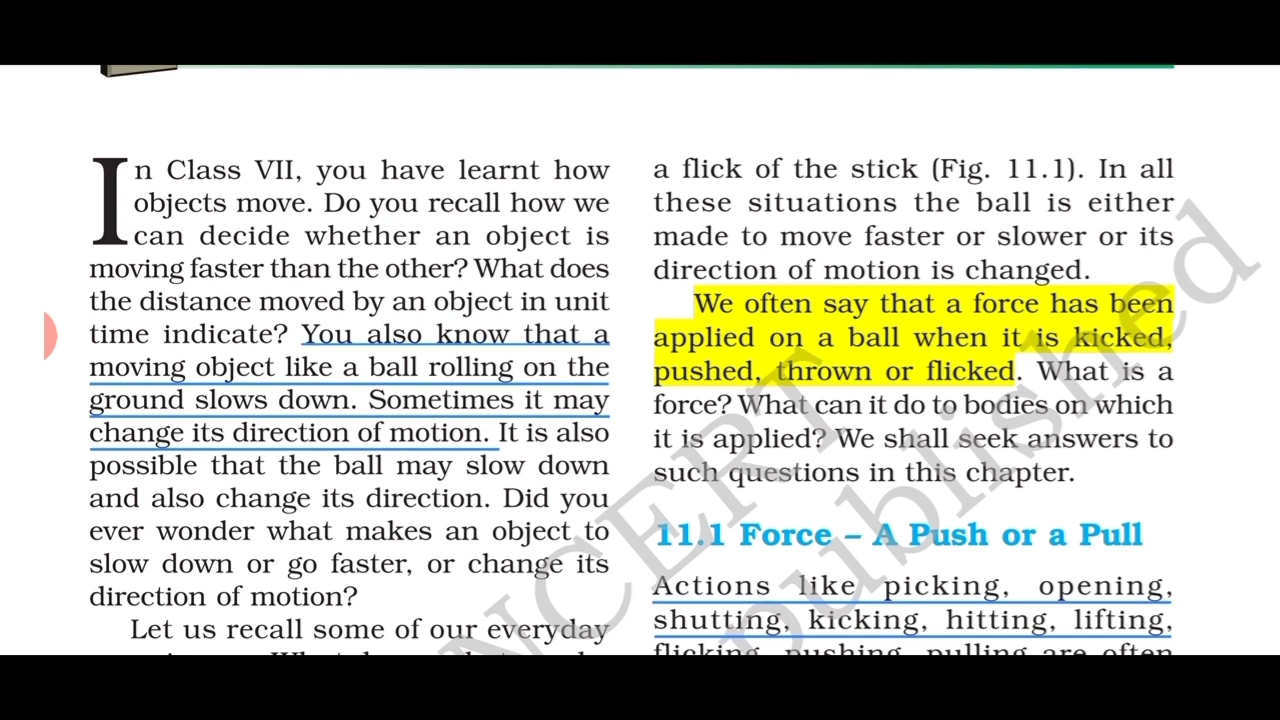 In Class VII, you have learnt how
objects move. Do you recall how we
can decide whether an object is
moving faster than the other? What does
the distance moved by an object in unit
time indicate? You also know that a
moving object like a ball rolling on the
ground slows down. Sometimes it may
change its direction of motion. It is also
possible that the ball may slow down
and also change its direction. Did you
ever wonder what makes an object to
slow down or go faster, or change its
direction of motion?
Let us recall some of our everyday
a flick of the stick (Fig. 11.1). In all
these situations the ball is either
made to move faster or slower or its
direction of motion is changed.
We often say that a force has been
applied on a ball when it is kicked,
pushed, thrown or flicked. What is a
force? What can it do to bodies on which
it is applied? We shall seek answers to
such questions in this chapter.
11.1 Force – A Push or a Pull
Actions like picking, opening,
shutting, kicking, hitting, lifting,
flicking, pushing, pulling are often
NCERT
published